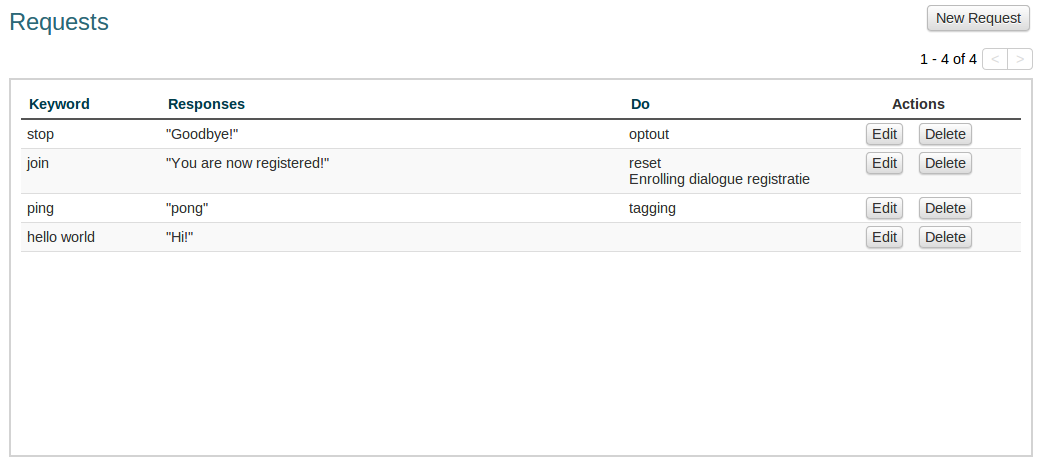 Requests
New Request
1 - 4 of 4 < >
Keyword Responses Do Actions
stop "Goodbye!" optout Edit Delete
join "You are now registered!" reset Edit Delete
Enrolling dialogue registratie
ping "pong" tagging Edit Delete
hello world "Hi!" Edit Delete